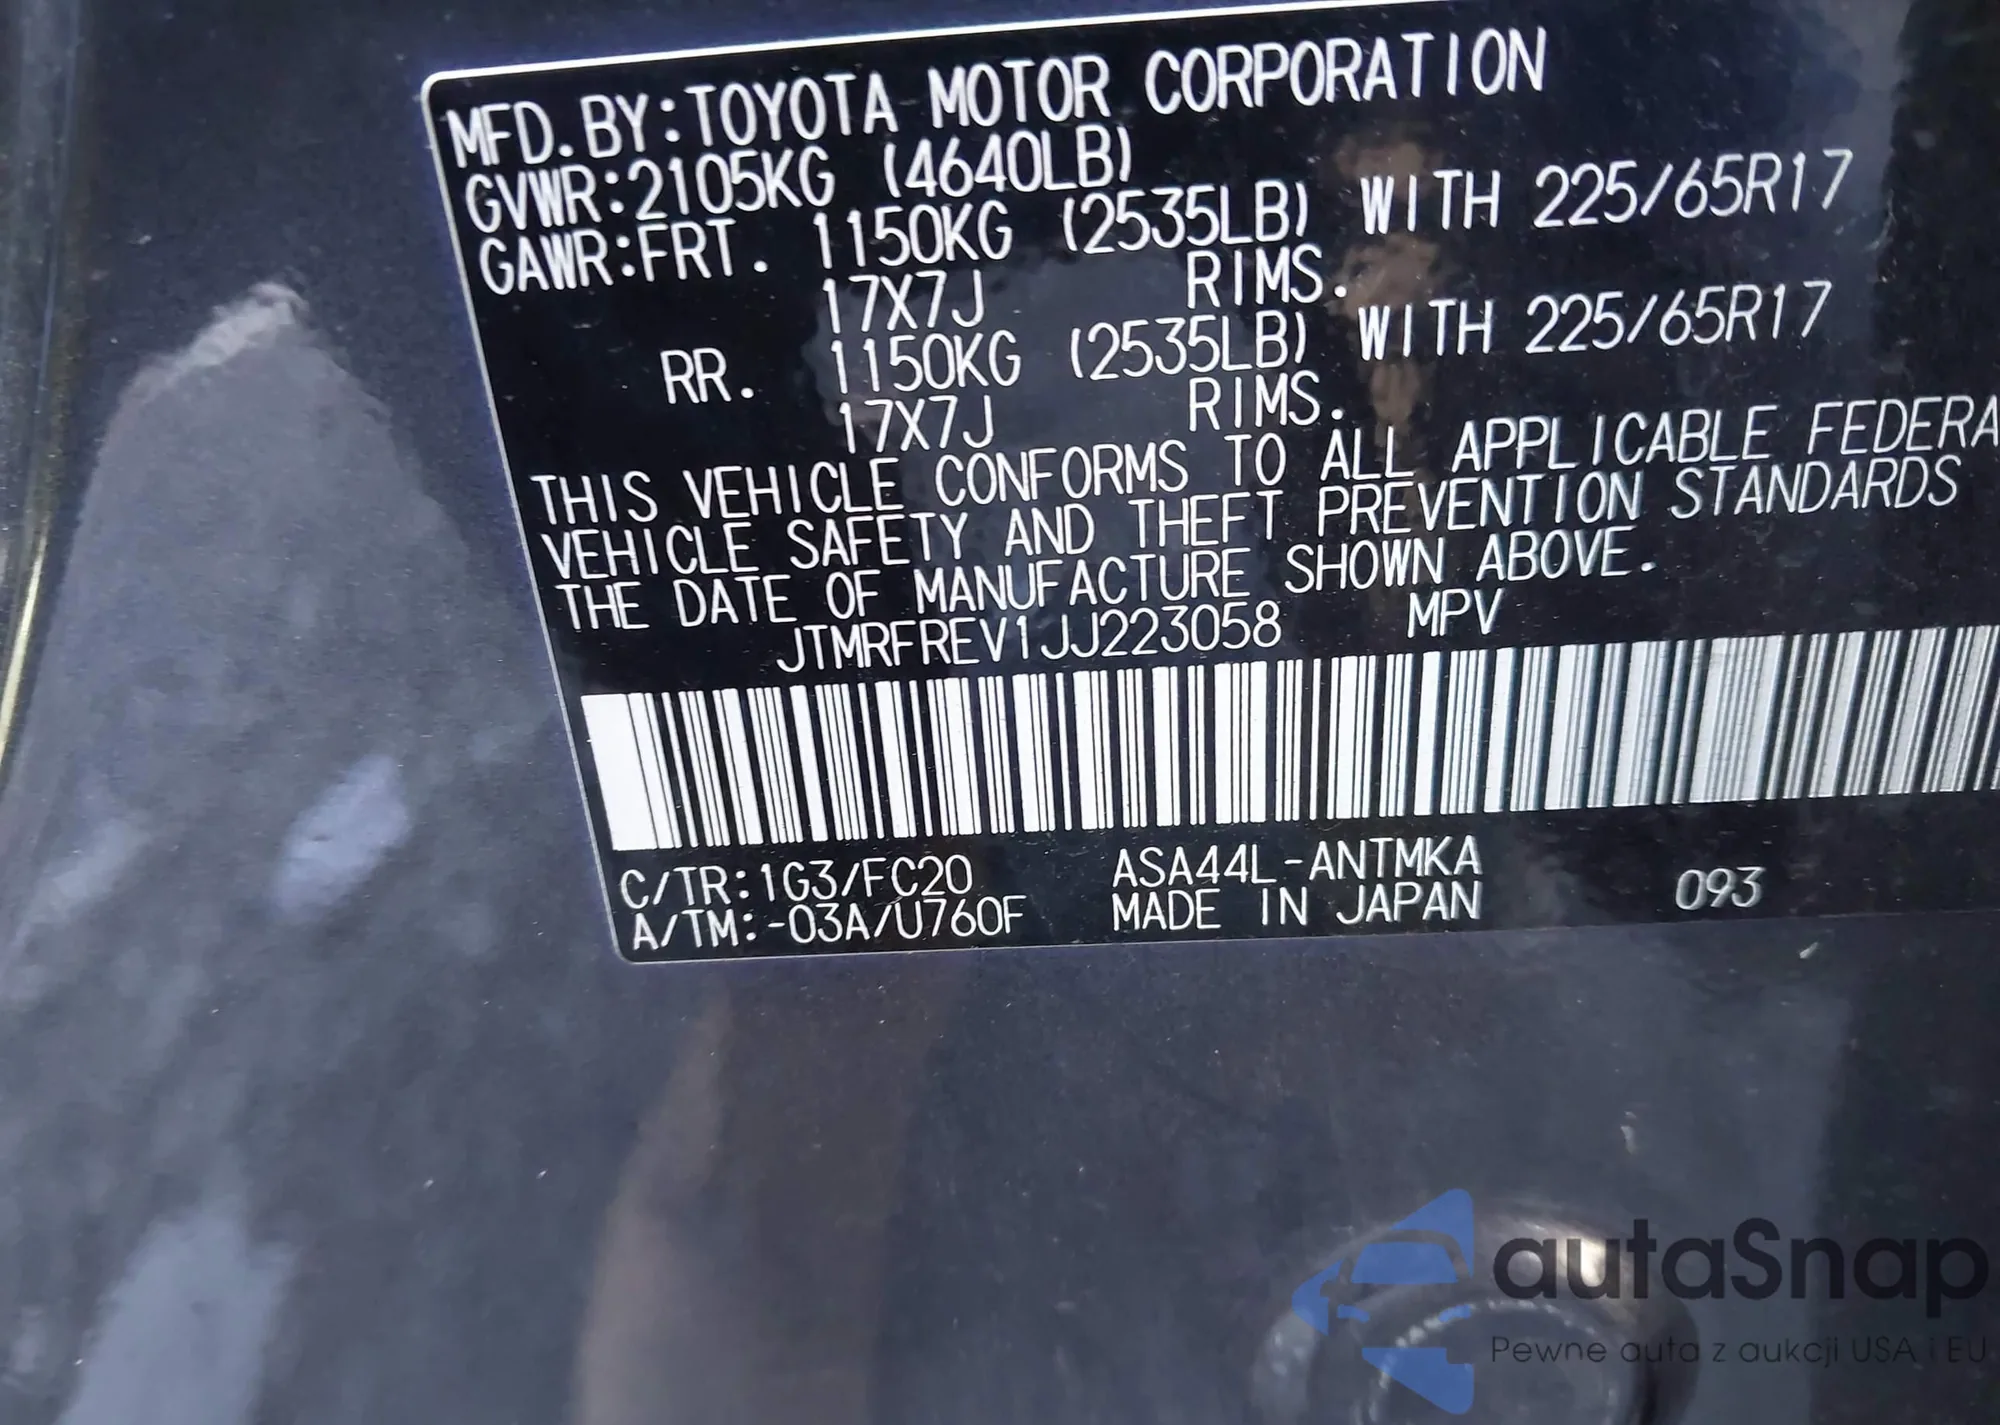 MFD.BY:TOYOTA MOTOR CORPORATION
GVWR:2105KG (4640LB)
GAWR:FRT. 1150KG (2535LB) WITH 225/65R17
17X7J RIMS.
RR. 1150KG (2535LB) WITH 225/65R17
17X7J RIMS.
THIS VEHICLE CONFORMS TO ALL APPLICABLE FEDERA
VEHICLE SAFETY AND THEFT PREVENTION STANDARDS
THE DATE OF MANUFACTURE SHOWN ABOVE.
JTMRFREV1JJ223058 MPV
C/TR:1G3/FC20 ASA44L-ANTMKA
A/TM:-03A/U760F MADE IN JAPAN 093
autaSnap
Pewne auta z aukcji USA i EU